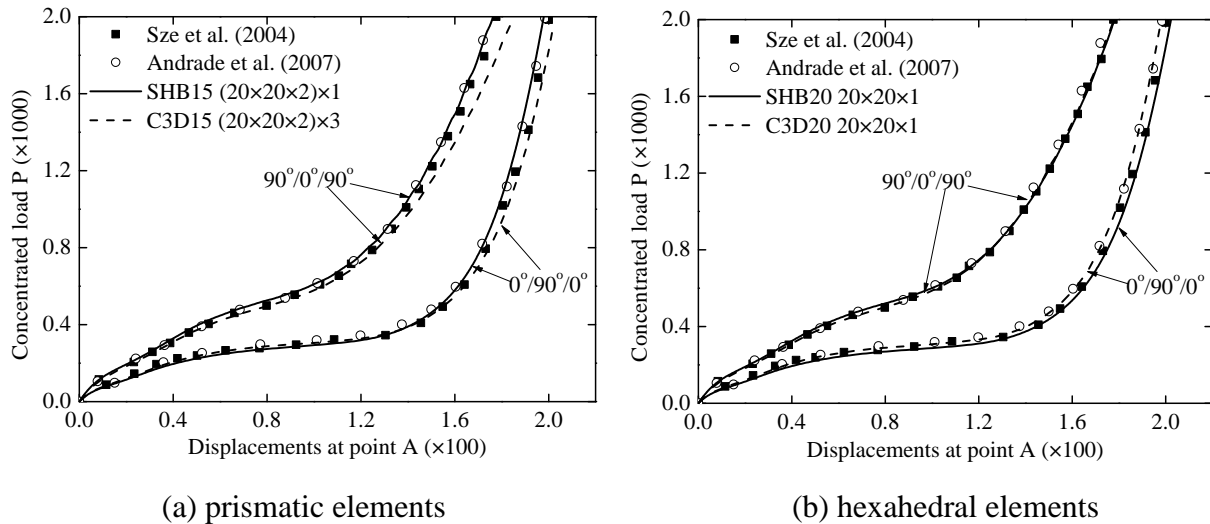 2.0
1.6
1.2
0.8
0.4
0.0
Concentrated load P (×1000)
Sze et al. (2004)
Andrade et al. (2007)
SHB15 (20×20×2)×1
C3D15 (20×20×2)×3
90°/0°/90°
0°/90°/0°
0.0 0.4 0.8 1.2 1.6 2.0
Displacements at point A (×100)
(a) prismatic elements
2.0
1.6
1.2
0.8
0.4
0.0
Concentrated load P (×1000)
Sze et al. (2004)
Andrade et al. (2007)
SHB20 20×20×1
C3D20 20×20×1
90°/0°/90°
0°/90°/0°
0.0 0.4 0.8 1.2 1.6 2.0
Displacements at point A (×100)
(b) hexahedral elements